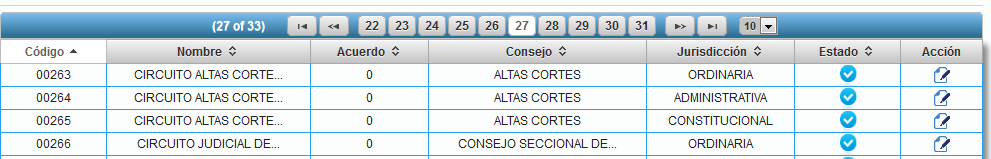 (27 of 33) 22 23 24 25 26 27 28 29 30 31 10
Código Nombre Acuerdo Consejo Jurisdicción Estado Acción
00263 CIRCUITO ALTAS CORTE... 0 ALTAS CORTES ORDINARIA
00264 CIRCUITO ALTAS CORTE... 0 ALTAS CORTES ADMINISTRATIVA
00265 CIRCUITO ALTAS CORTE... 0 ALTAS CORTES CONSTITUCIONAL
00266 CIRCUITO JUDICIAL DE... 0 CONSEJO SECCIONAL DE... ORDINARIA